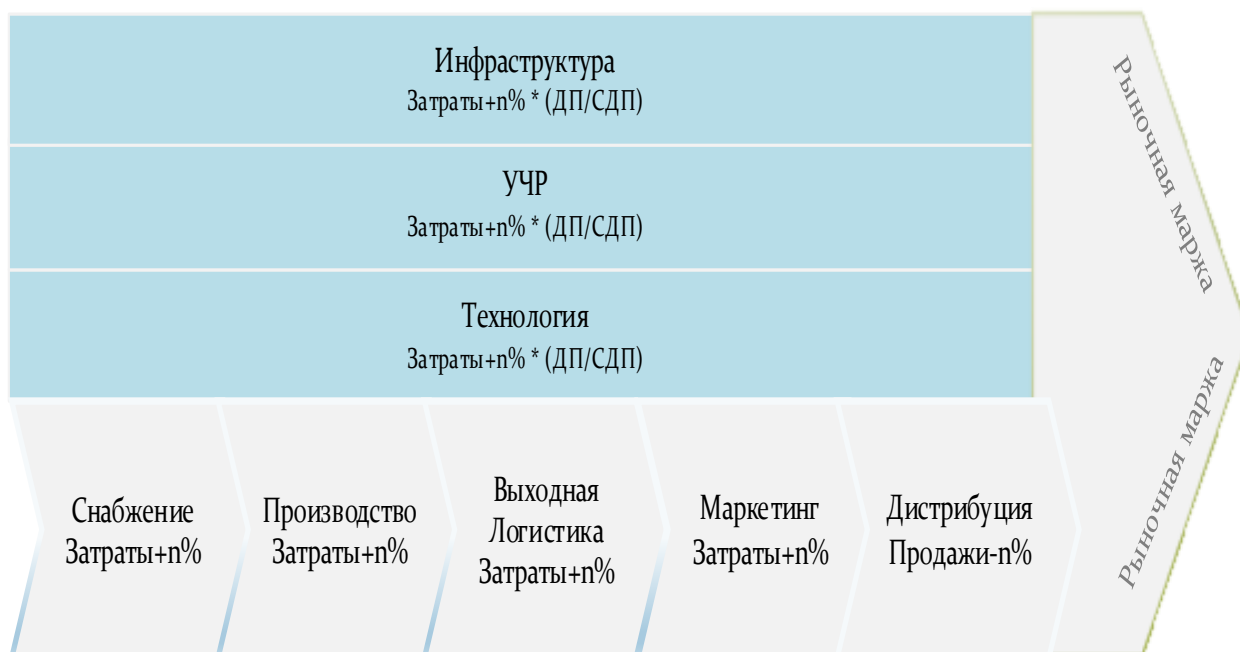 Инфраструктура
Затраты+n% * (ДП/СДП)
УЧР
Затраты+n% * (ДП/СДП)
Технология
Затраты+n% * (ДП/СДП)
Рыночная маржа
Рыночная маржа
Снабжение
Затраты+n%
Производство
Затраты+n%
Выходная
Логистика
Затраты+n%
Маркетинг
Затраты+n%
Дистрибуция
Продажи-n%